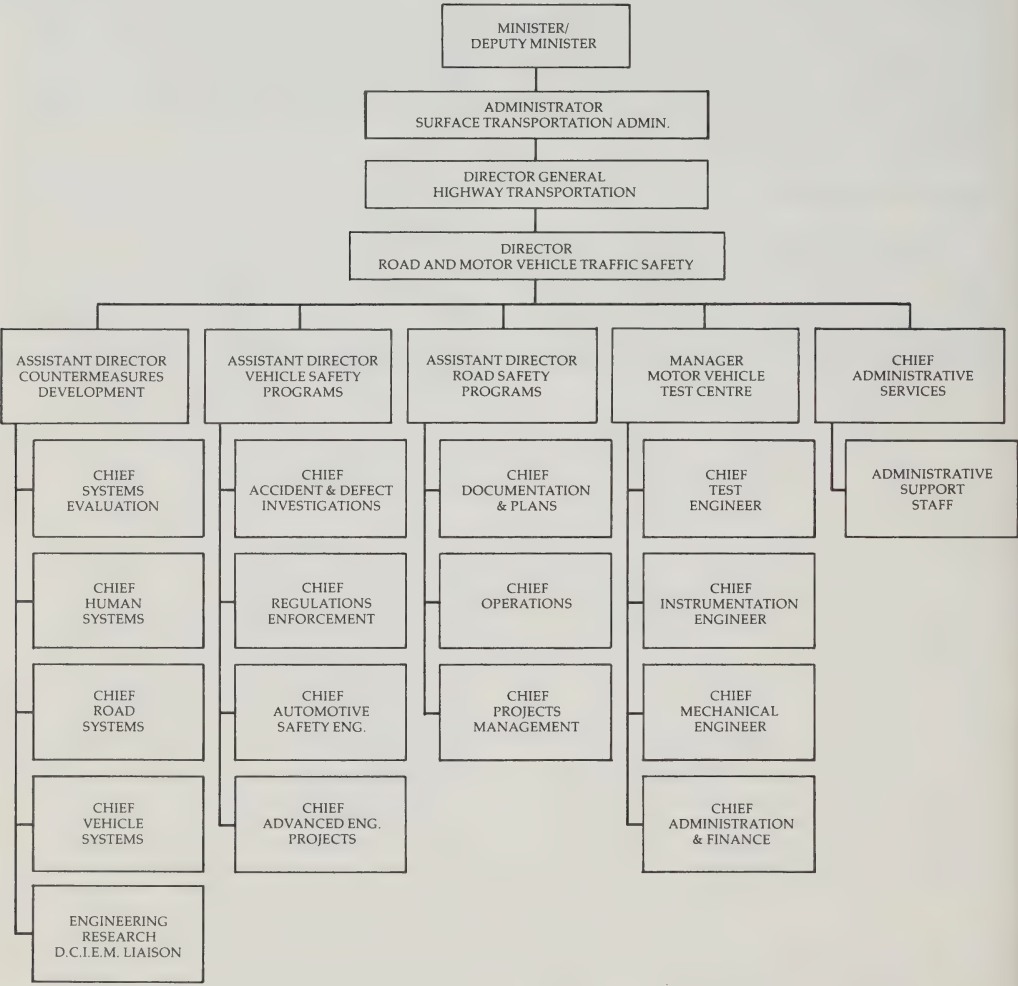 MINISTER/
DEPUTY MINISTER
ADMINISTRATOR
SURFACE TRANSPORTATION ADMIN.
DIRECTOR GENERAL
HIGHWAY TRANSPORTATION
DIRECTOR
ROAD AND MOTOR VEHICLE TRAFFIC SAFETY
ASSISTANT DIRECTOR
COUNTERMEASURES
DEVELOPMENT
CHIEF
SYSTEMS
EVALUATION
CHIEF
HUMAN
SYSTEMS
CHIEF
ROAD
SYSTEMS
CHIEF
VEHICLE
SYSTEMS
ENGINEERING
RESEARCH
D.C.I.E.M. LIAISON
ASSISTANT DIRECTOR
VEHICLE SAFETY
PROGRAMS
CHIEF
ACCIDENT & DEFECT
INVESTIGATIONS
CHIEF
REGULATIONS
ENFORCEMENT
CHIEF
AUTOMOTIVE
SAFETY ENG.
CHIEF
ADVANCED ENG.
PROJECTS
ASSISTANT DIRECTOR
ROAD SAFETY
PROGRAMS
CHIEF
DOCUMENTATION
& PLANS
CHIEF
OPERATIONS
CHIEF
PROJECTS
MANAGEMENT
MANAGER
MOTOR VEHICLE
TEST CENTRE
CHIEF
TEST
ENGINEER
CHIEF
INSTRUMENTATION
ENGINEER
CHIEF
MECHANICAL
ENGINEER
CHIEF
ADMINISTRATION
& FINANCE
CHIEF
ADMINISTRATIVE
SERVICES
ADMINISTRATIVE
SUPPORT
STAFF